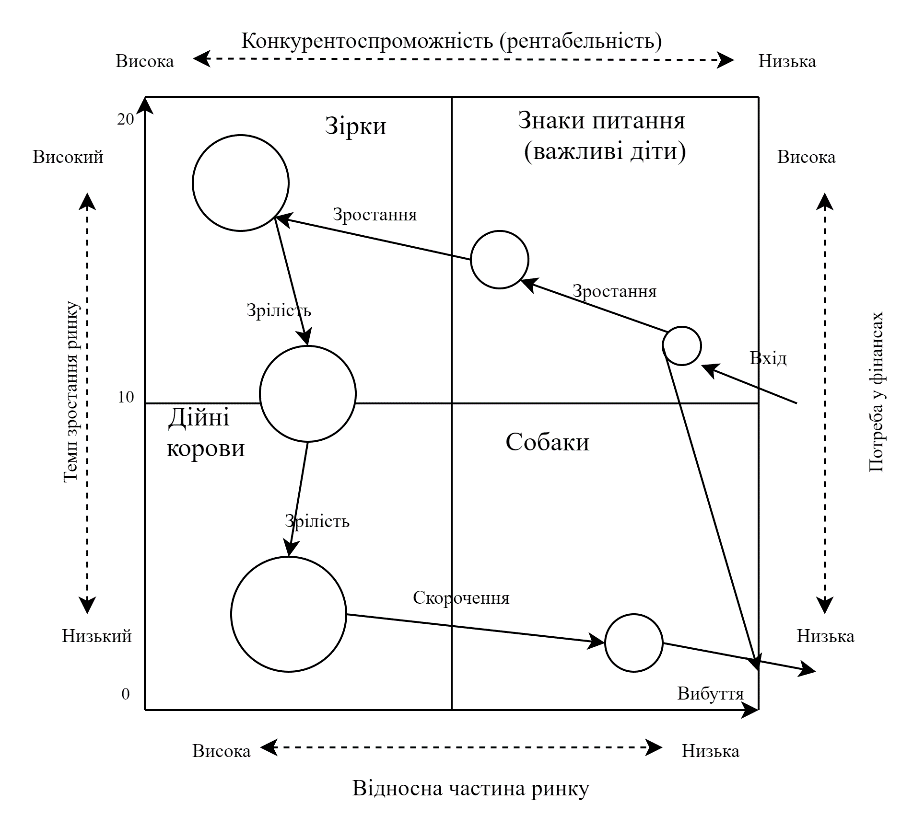 Конкурентоспроможність (рентабельність)
Висока
Низька
20
Зірки
Знаки питання
(важливі діти)
Високий
Висока
Зростання
Зростання
Зрілість
Вхід
Темп зростання ринку
Потреба у фінансах
10
Дійні
корови
Собаки
Зрілість
Скорочення
Низький
Низька
0
Вибуття
Висока
Низька
Відносна частина ринку